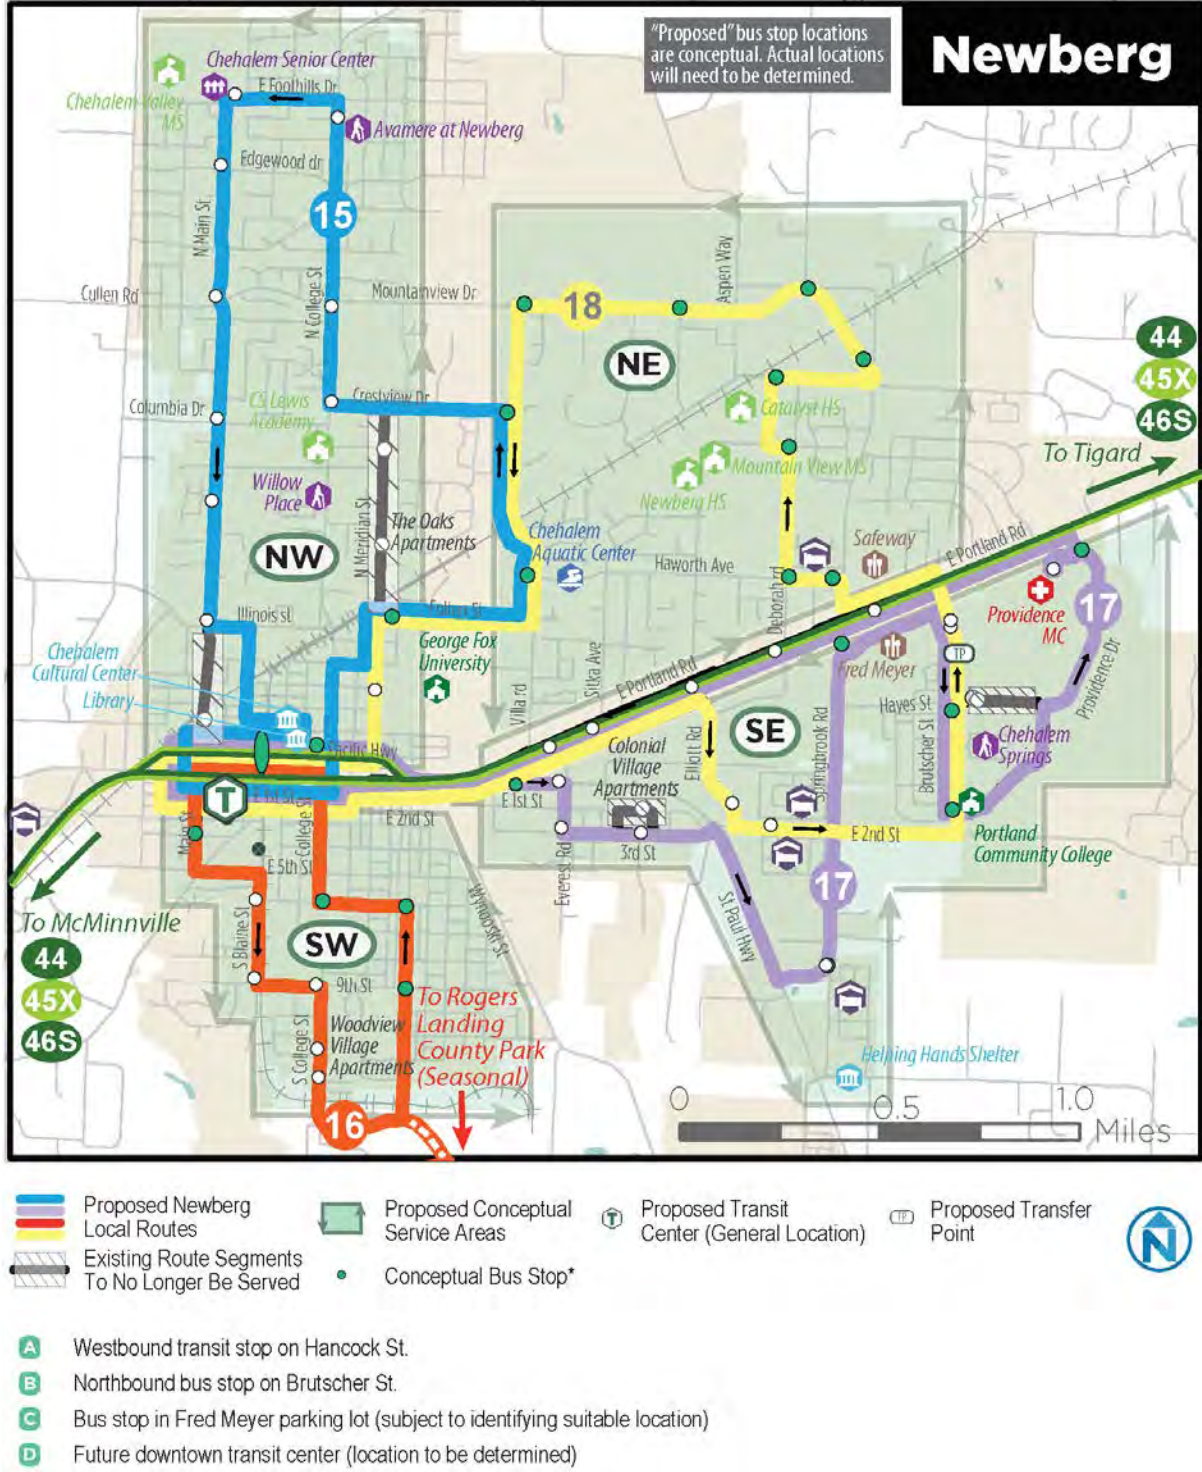 "Proposed" bus stop locations
are conceptual. Actual locations
will need to be determined.
Newberg
Chehalem Senior Center
E Foothills Dr
Chehalem Valley
MS
Avamere at Newberg
Edgewood dr
15
N Main St.
N College St
Cullen Rd
Mountainview Dr
Aspen Way
18
NE
44
45X
46S
To Tigard
Columbia Dr
CS Lewis
Academy
Crestview Dr
Catalyst HS
Mountain View MS
Newberg HS
Willow
Place
N Meridian St
The Oaks
Apartments
NW
Chehalem
Aquatic Center
Haworth Ave
Safeway
E Portland Rd
Deborah rd
Providence
MC
17
Illinois st
Fulton St
George Fox
University
Chehalem
Cultural Center
Library
Villa rd
Sitka Ave
E Portland Rd
Fred Meyer
TP
Hayes St
Providence Dr
SE
Elliott Rd
Springbrook Rd
Brutscher St
Chehalem
Springs
Pacific Hwy
Colonial
Village
Apartments
T
E 1st St
E 1st St
E 2nd St
E 2nd St
Main St
College St
E 5th St
3rd St
Everest Rd
Portland
Community College
17
Wynooski St
St Paul Hwy
To McMinnville
44
45X
46S
S Blaine St
SW
9th St
S College St
Woodview
Village
Apartments
To Rogers
Landing
County Park
(Seasonal)
Helping Hands Shelter
16
0
0.5
1.0
Miles
Proposed Newberg
Local Routes
Existing Route Segments
To No Longer Be Served
Proposed Conceptual
Service Areas
Conceptual Bus Stop*
T
Proposed Transit
Center (General Location)
TP
Proposed Transfer
Point
N
A Westbound transit stop on Hancock St.
B Northbound bus stop on Brutscher St.
C Bus stop in Fred Meyer parking lot (subject to identifying suitable location)
D Future downtown transit center (location to be determined)